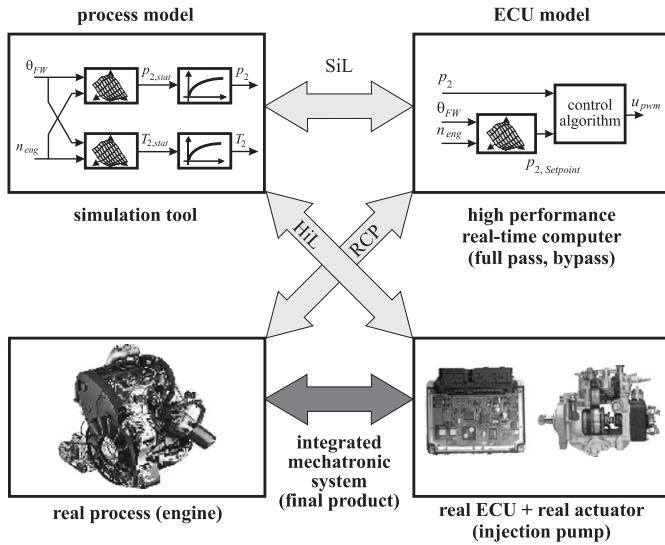 process model
ECU model
θFW
p2,stat
p2
neng
T2,stat
T2
SiL
p2
θFW
neng
control
algorithm
upwm
p2, Setpoint
simulation tool
high performance
real-time computer
(full pass, bypass)
HiL
RCP
integrated
mechatronic
system
(final product)
real process (engine)
real ECU + real actuator
(injection pump)